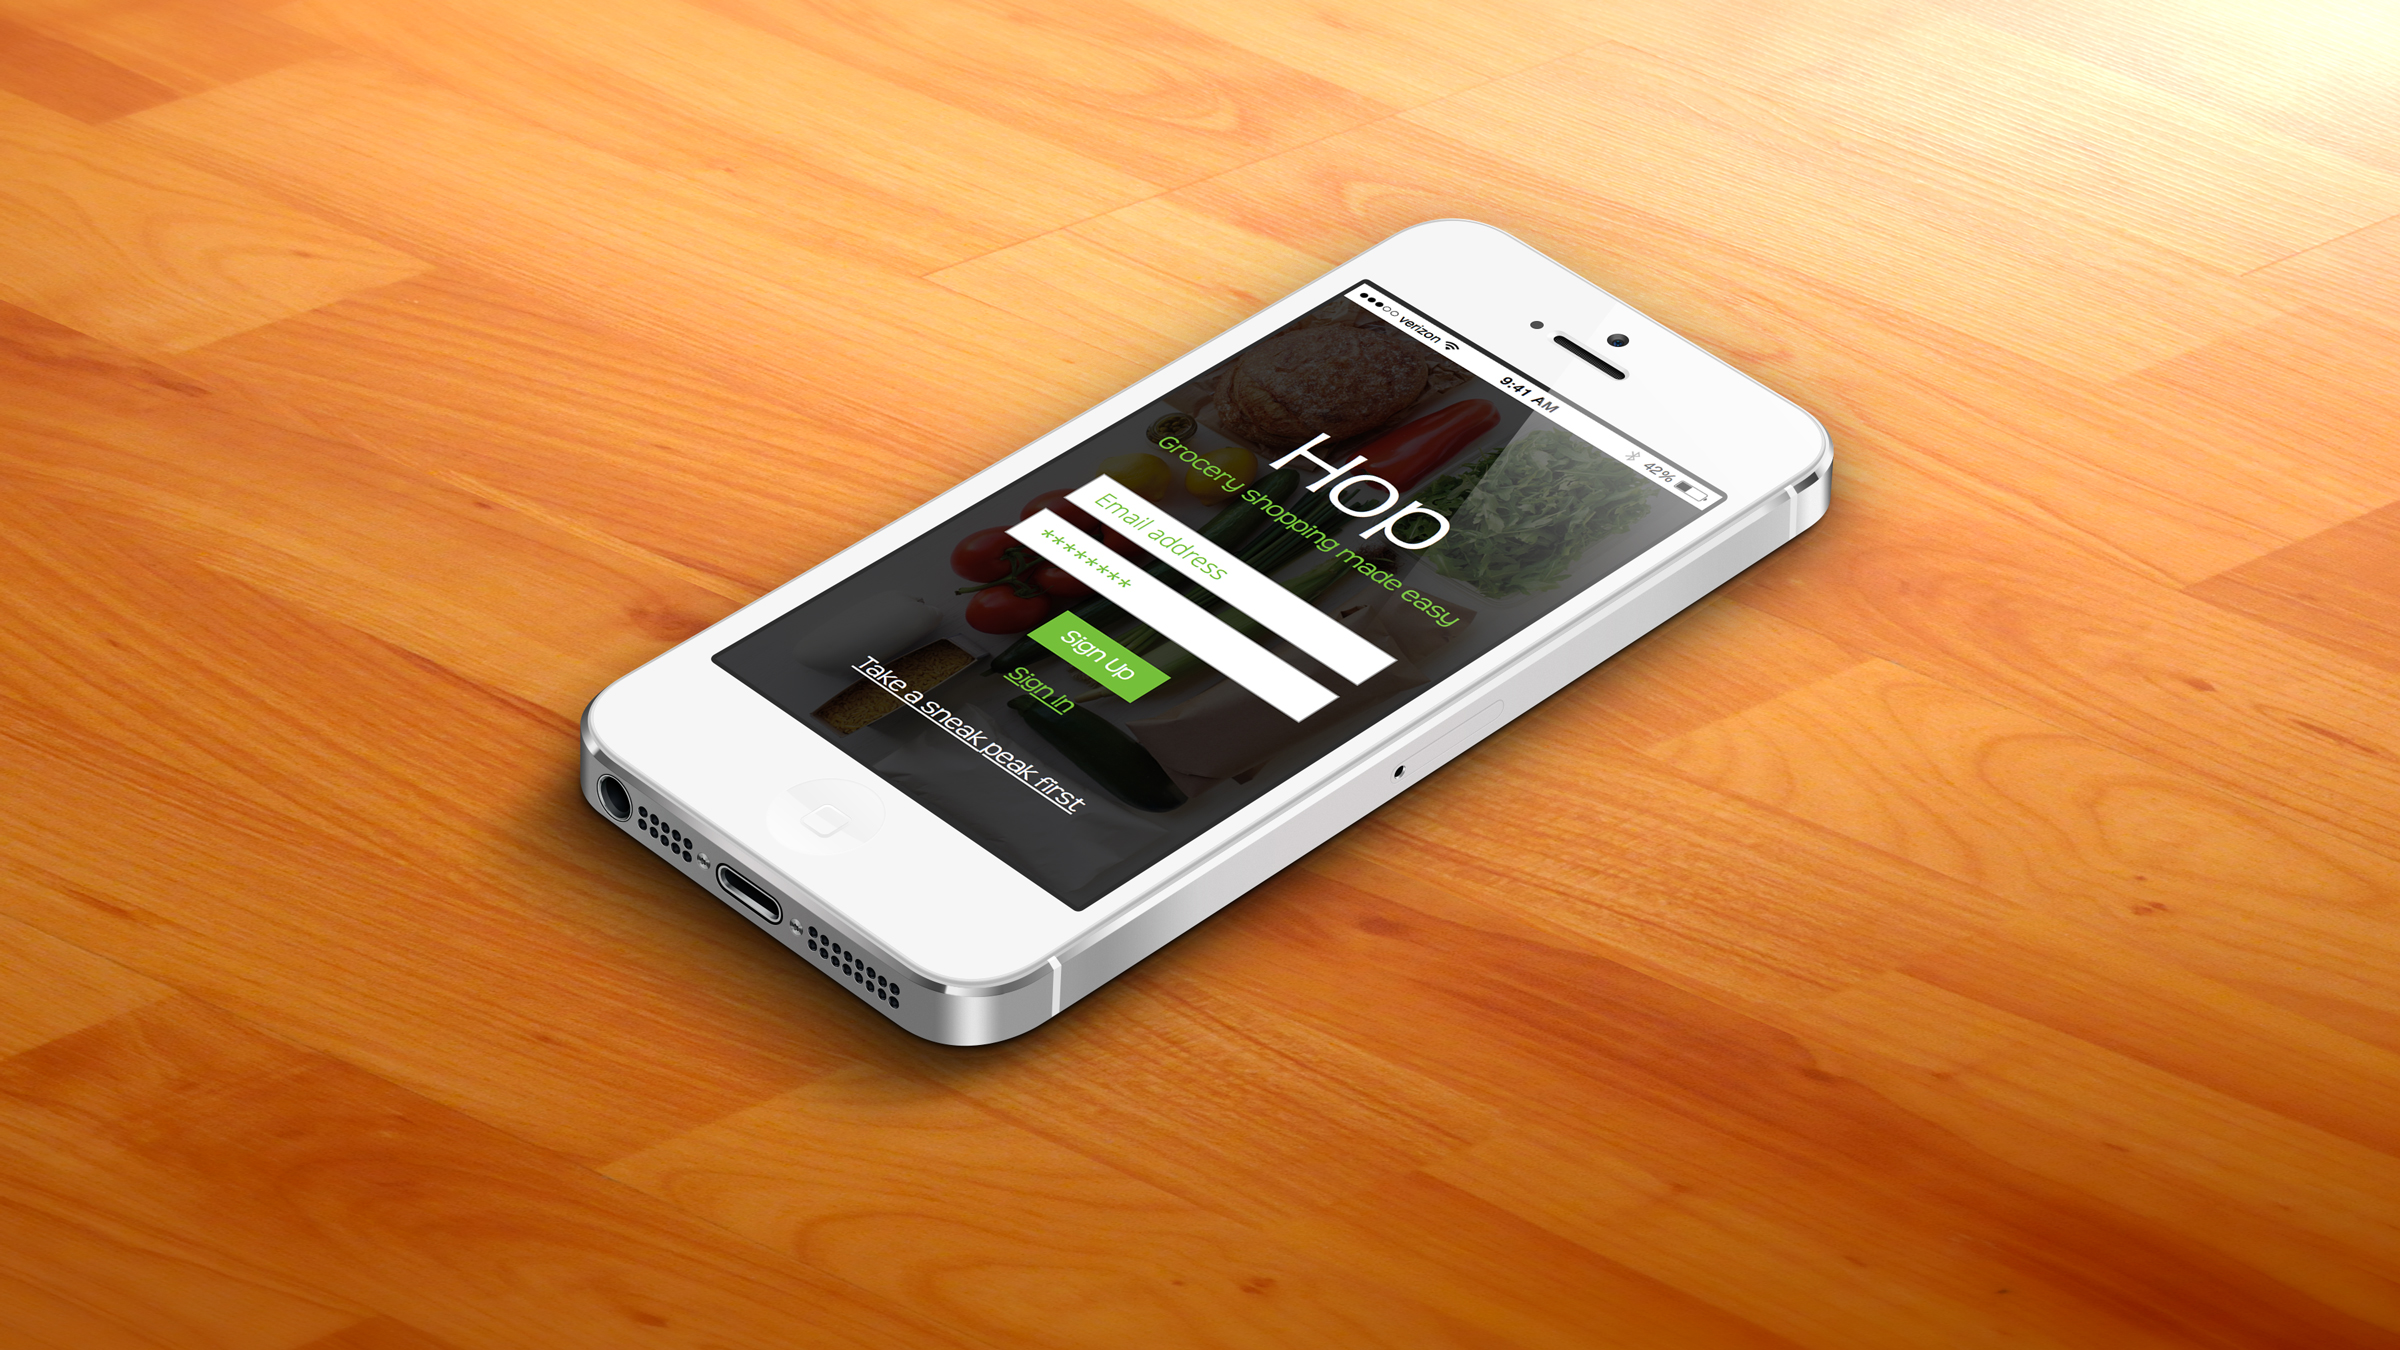 verizon 9:41 AM 42%
Hop
Grocery shopping made easy
Email address
********
Sign Up
Sign In
Take a sneak peak first